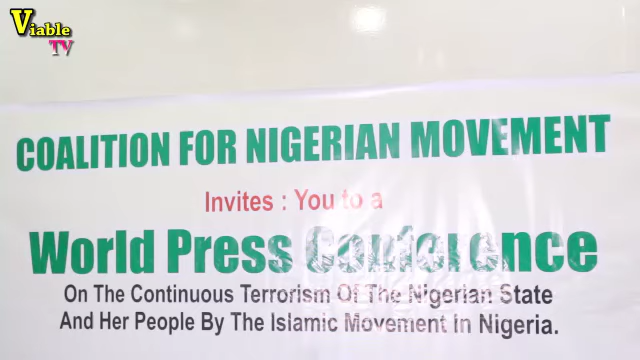 Viable
TV
COALITION FOR NIGERIAN MOVEMENT
Invites : You to a
World Press Conference
On The Continuous Terrorism Of The Nigerian State
And Her People By The Islamic Movement in Nigeria.